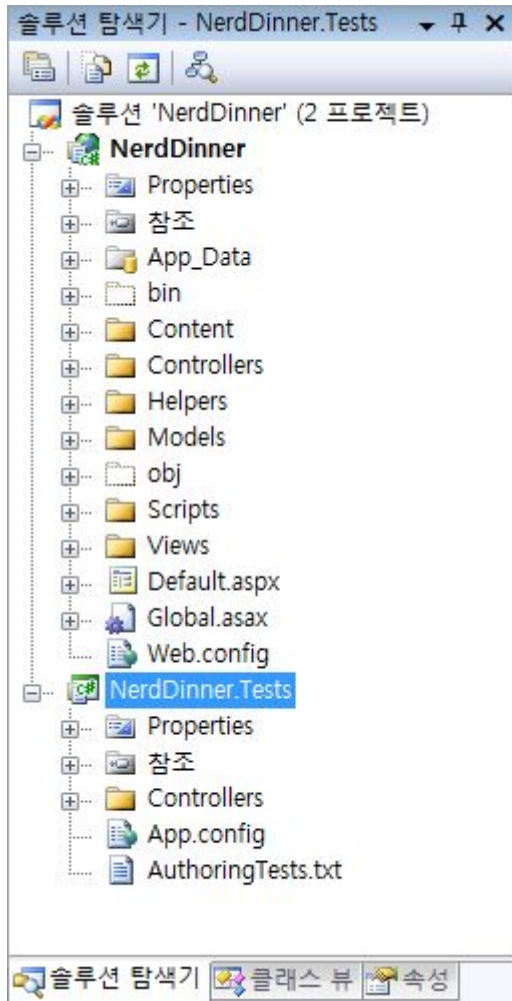 솔루션 탐색기 - NerdDinner.Tests
솔루션 'NerdDinner' (2 프로젝트)
NerdDinner
Properties
참조
App_Data
bin
Content
Controllers
Helpers
Models
obj
Scripts
Views
Default.aspx
Global.asax
Web.config
NerdDinner.Tests
Properties
참조
Controllers
App.config
AuthoringTests.txt
솔루션 탐색기 클래스 뷰 속성